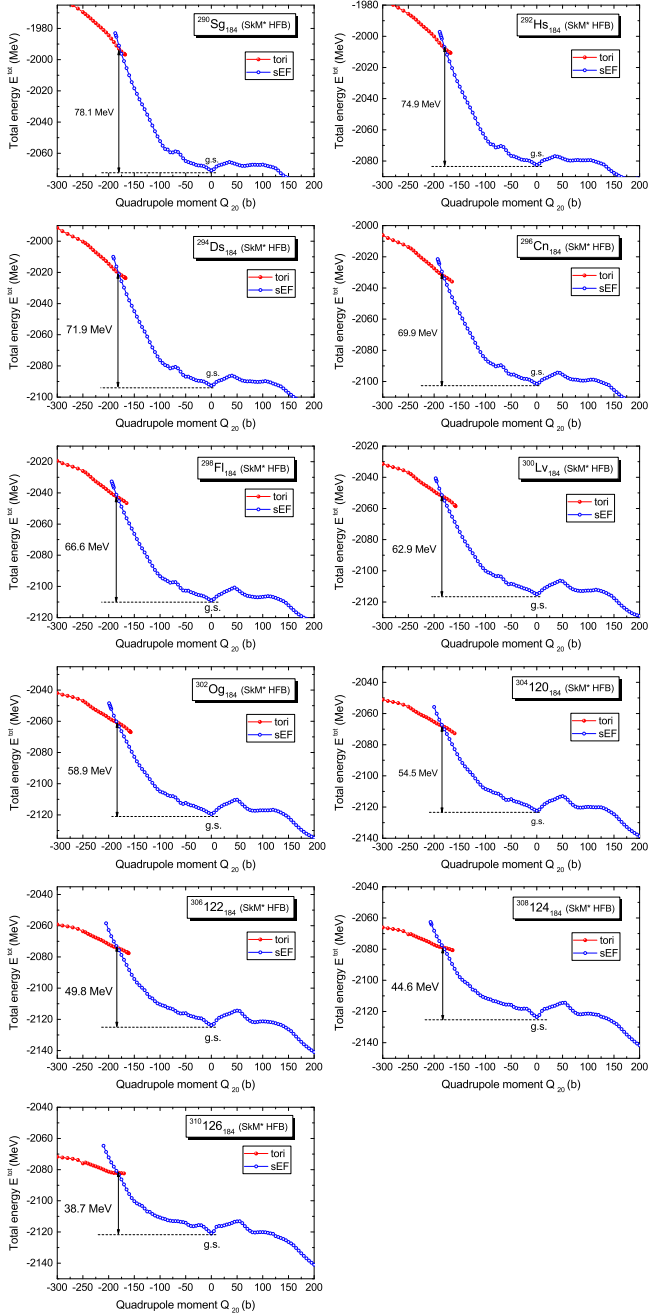 290Sg184 (SkM* HFB)
tori
sEF
78.1 MeV
g.s.
Total energy E^tot (MeV)
-1980
-2000
-2020
-2040
-2060
-300 -250 -200 -150 -100 -50 0 50 100 150 200
Quadrupole moment Q20 (b)
292Hs184 (SkM* HFB)
tori
sEF
74.9 MeV
g.s.
Total energy E^tot (MeV)
-2000
-2020
-2040
-2060
-2080
-300 -250 -200 -150 -100 -50 0 50 100 150 200
Quadrupole moment Q20 (b)
294Ds184 (SkM* HFB)
tori
sEF
71.9 MeV
g.s.
Total energy E^tot (MeV)
-2000
-2020
-2040
-2060
-2080
-2100
-300 -250 -200 -150 -100 -50 0 50 100 150 200
Quadrupole moment Q20 (b)
296Cn184 (SkM* HFB)
tori
sEF
69.9 MeV
g.s.
Total energy E^tot (MeV)
-2000
-2020
-2040
-2060
-2080
-2100
-300 -250 -200 -150 -100 -50 0 50 100 150 200
Quadrupole moment Q20 (b)
298Fl184 (SkM* HFB)
tori
sEF
66.6 MeV
g.s.
Total energy E^tot (MeV)
-2020
-2040
-2060
-2080
-2100
-2120
-300 -250 -200 -150 -100 -50 0 50 100 150 200
Quadrupole moment Q20 (b)
300Lv184 (SkM* HFB)
tori
sEF
62.9 MeV
g.s.
Total energy E^tot (MeV)
-2020
-2040
-2060
-2080
-2100
-2120
-300 -250 -200 -150 -100 -50 0 50 100 150 200
Quadrupole moment Q20 (b)
302Og184 (SkM* HFB)
tori
sEF
58.9 MeV
g.s.
Total energy E^tot (MeV)
-2040
-2060
-2080
-2100
-2120
-300 -250 -200 -150 -100 -50 0 50 100 150 200
Quadrupole moment Q20 (b)
304120184 (SkM* HFB)
tori
sEF
54.5 MeV
g.s.
Total energy E^tot (MeV)
-2040
-2060
-2080
-2100
-2120
-2140
-300 -250 -200 -150 -100 -50 0 50 100 150 200
Quadrupole moment Q20 (b)
306122184 (SkM* HFB)
tori
sEF
49.8 MeV
g.s.
Total energy E^tot (MeV)
-2040
-2060
-2080
-2100
-2120
-2140
-300 -250 -200 -150 -100 -50 0 50 100 150 200
Quadrupole moment Q20 (b)
308124184 (SkM* HFB)
tori
sEF
44.6 MeV
g.s.
Total energy E^tot (MeV)
-2040
-2060
-2080
-2100
-2120
-2140
-300 -250 -200 -150 -100 -50 0 50 100 150 200
Quadrupole moment Q20 (b)
310126184 (SkM* HFB)
tori
sEF
38.7 MeV
g.s.
Total energy E^tot (MeV)
-2040
-2060
-2080
-2100
-2120
-2140
-300 -250 -200 -150 -100 -50 0 50 100 150 200
Quadrupole moment Q20 (b)